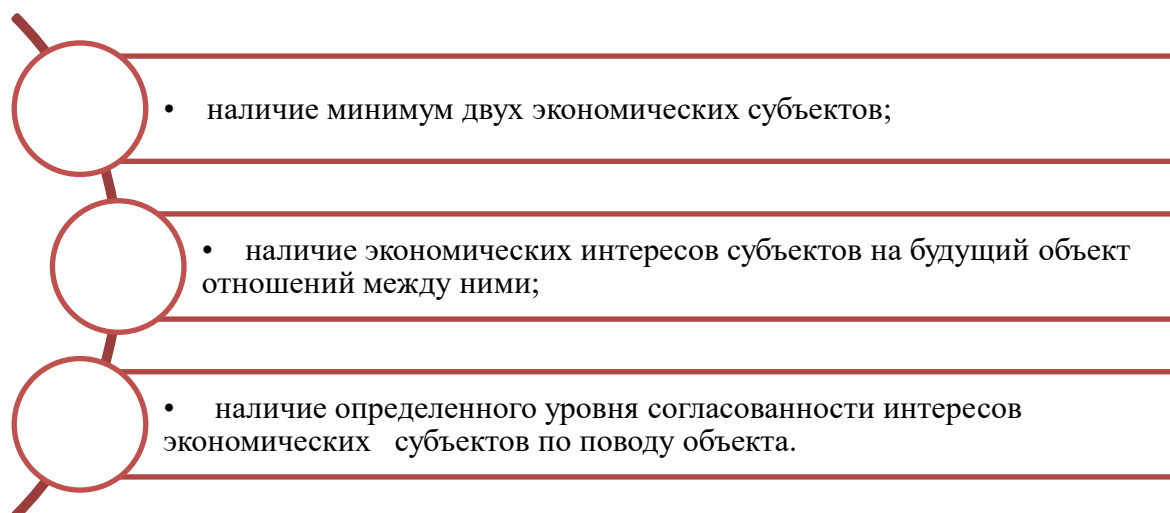 • наличие минимум двух экономических субъектов;
• наличие экономических интересов субъектов на будущий объект
отношений между ними;
• наличие определенного уровня согласованности интересов
экономических субъектов по поводу объекта.